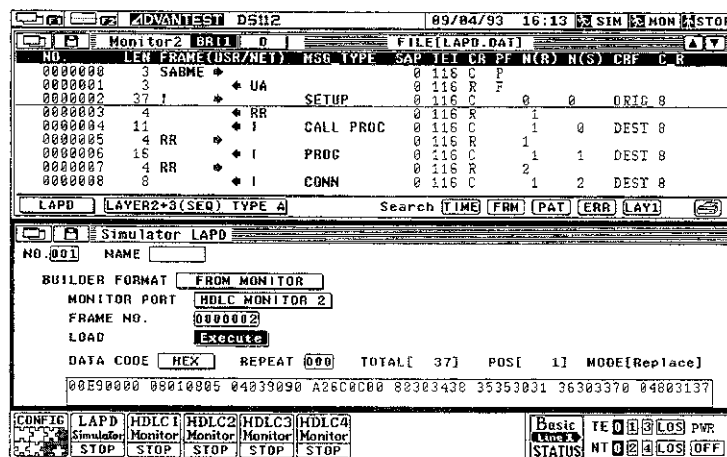 ADVANTEST D5112 09/04/93 16:13 SIM MON STOP
Monitor2 BRI1 D FILE[LAPD.DAT]
NO. LEN FRAME(USR/NET) MSG TYPE SAP TEI CR PF N(R) N(S) CRF C_R
0000000 3 SABME 0 116 C P
0000001 3 UA 0 116 R F
0000002 37 I SETUP 0 116 C 0 0 ORIG 8
0000003 4 RR 0 116 R 1
0000004 11 I CALL PROC 0 116 C 1 0 DEST 8
0000005 4 RR 0 116 R 1
0000006 16 I PROG 0 116 C 1 1 DEST 8
0000007 4 RR 0 116 R 2
0000008 8 I CONN 0 116 C 1 2 DEST 8
LAPD LAYER2+3(SEQ) TYPE A Search TIME FRM PAT ERR LAY1
Simulator LAPD
NO. 001 NAME
BUILDER FORMAT FROM MONITOR
MONITOR PORT HDLC MONITOR 2
FRAME NO. 0000002
LOAD Execute
DATA CODE HEX REPEAT 000 TOTAL[ 37] POS[ 1] MODE[Replace]
00E90000 08010805 04039090 A26C0C00 80303430 35353031 36303370 04803137
CONFIG LAPD Simulator STOP HDLC1 Monitor STOP HDLC2 Monitor STOP HDLC3 Monitor STOP HDLC4 Monitor STOP
Basic Line I STATUS
TE 0 1 3 LOS PWR
NT 0 2 4 LOS OFF